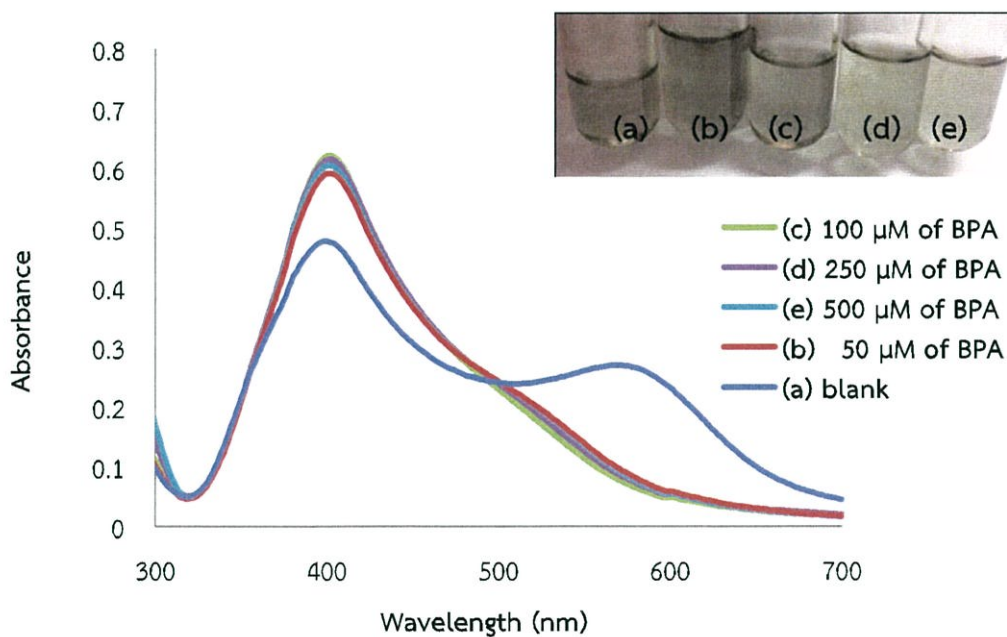 (a) (b) (c) (d) (e)
0.8
0.7
0.6
0.5
0.4
0.3
0.2
0.1
0
Absorbance
(c) 100 µM of BPA
(d) 250 µM of BPA
(e) 500 µM of BPA
(b) 50 µM of BPA
(a) blank
300 400 500 600 700
Wavelength (nm)